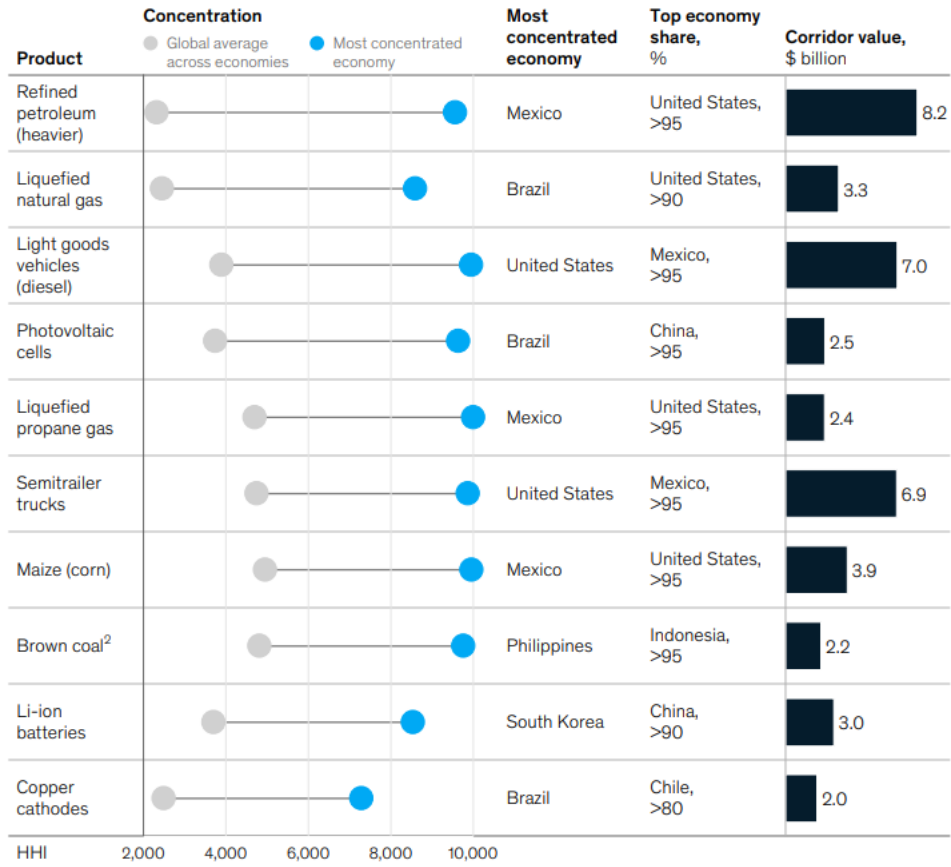 Concentration
Global average
across economies
Most concentrated
economy
Product
Most
concentrated
economy
Top economy
share,
%
Corridor value,
$ billion
Refined
petroleum
(heavier)
Mexico
United States,
>95
8.2
Liquefied
natural gas
Brazil
United States,
>90
3.3
Light goods
vehicles
(diesel)
United States
Mexico,
>95
7.0
Photovoltaic
cells
Brazil
China,
>95
2.5
Liquefied
propane gas
Mexico
United States,
>95
2.4
Semitrailer
trucks
United States
Mexico,
>95
6.9
Maize (corn)
Mexico
United States,
>95
3.9
Brown coal²
Philippines
Indonesia,
>95
2.2
Li-ion
batteries
South Korea
China,
>90
3.0
Copper
cathodes
Brazil
Chile,
>80
2.0
HHI 2,000 4,000 6,000 8,000 10,000